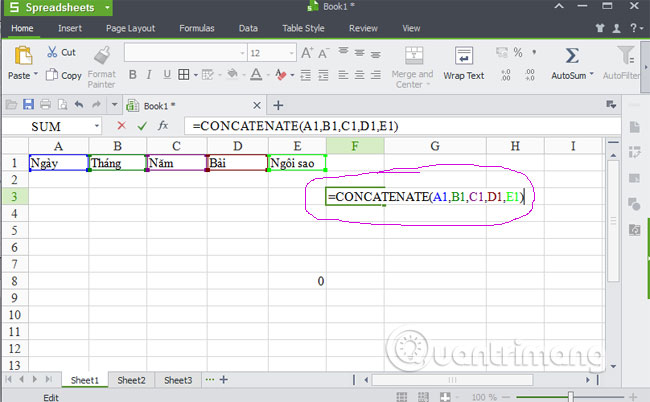 Spreadsheets Book1 *
Home Insert Page Layout Formulas Table Style Review View
Paste Cut Copy Format Painter 12 B I U A Merge and Center Wrap Text AutoSum AutoFilter
Book1 *
SUM =CONCATENATE(A1,B1,C1,D1,E1)
A B C D E F G H I
1 Ngày Tháng Năm Bài Ngôi sao
2
3 =CONCATENATE(A1,B1,C1,D1,E1)
4
5
6
7
8 0
9
10
11
12
13
Quantrimang
Sheet1 Sheet2 Sheet3 ...
Edit 100 %